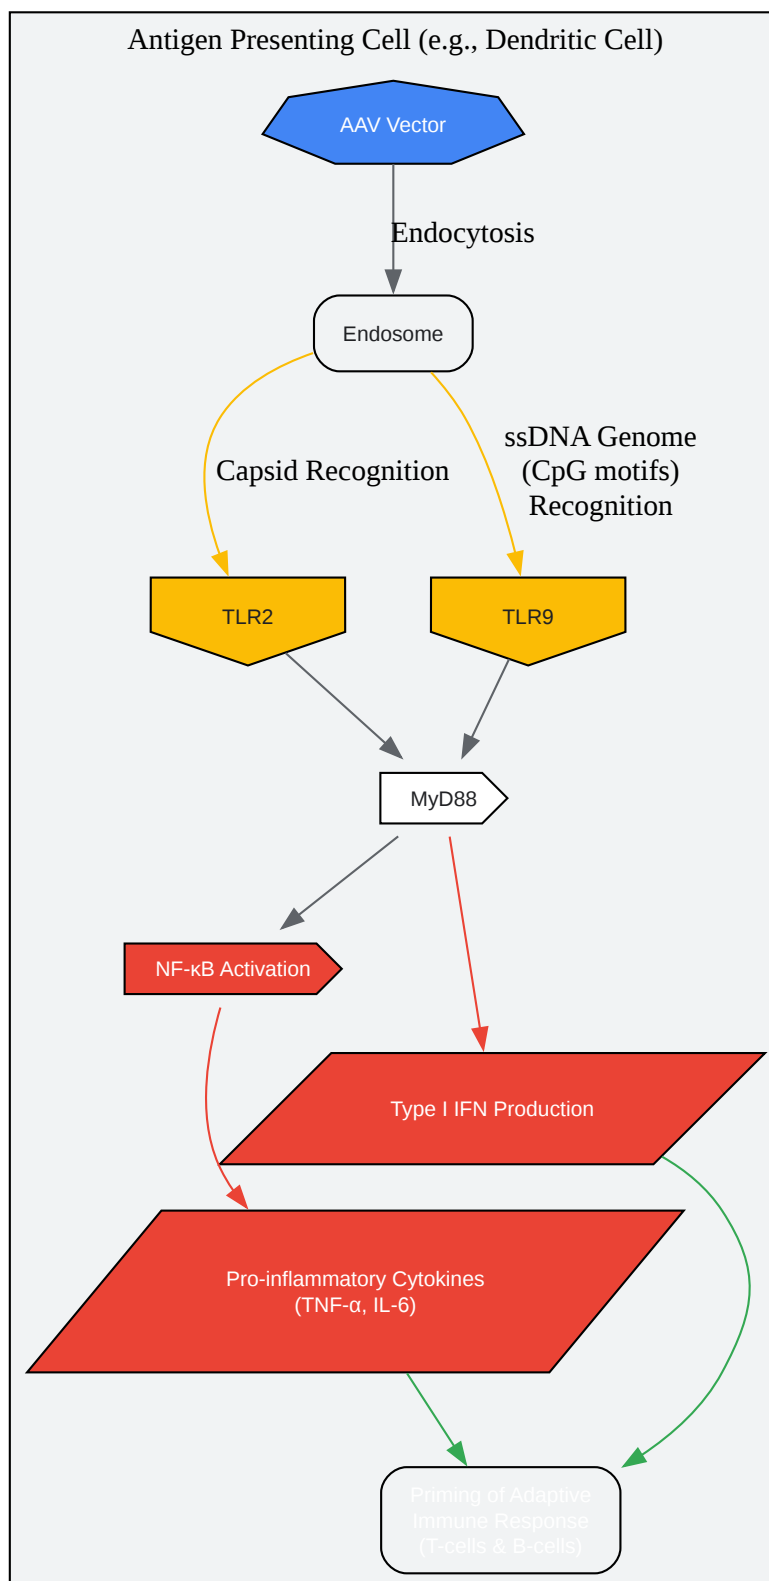 Antigen Presenting Cell (e.g., Dendritic Cell)
AAV Vector
Endocytosis
Endosome
Capsid Recognition
ssDNA Genome
(CpG motifs)
Recognition
TLR2
TLR9
MyD88
NF-κB Activation
Type I IFN Production
Pro-inflammatory Cytokines
(TNF-α, IL-6)
Priming of Adaptive
Immune Response
(T-cells & B-cells)